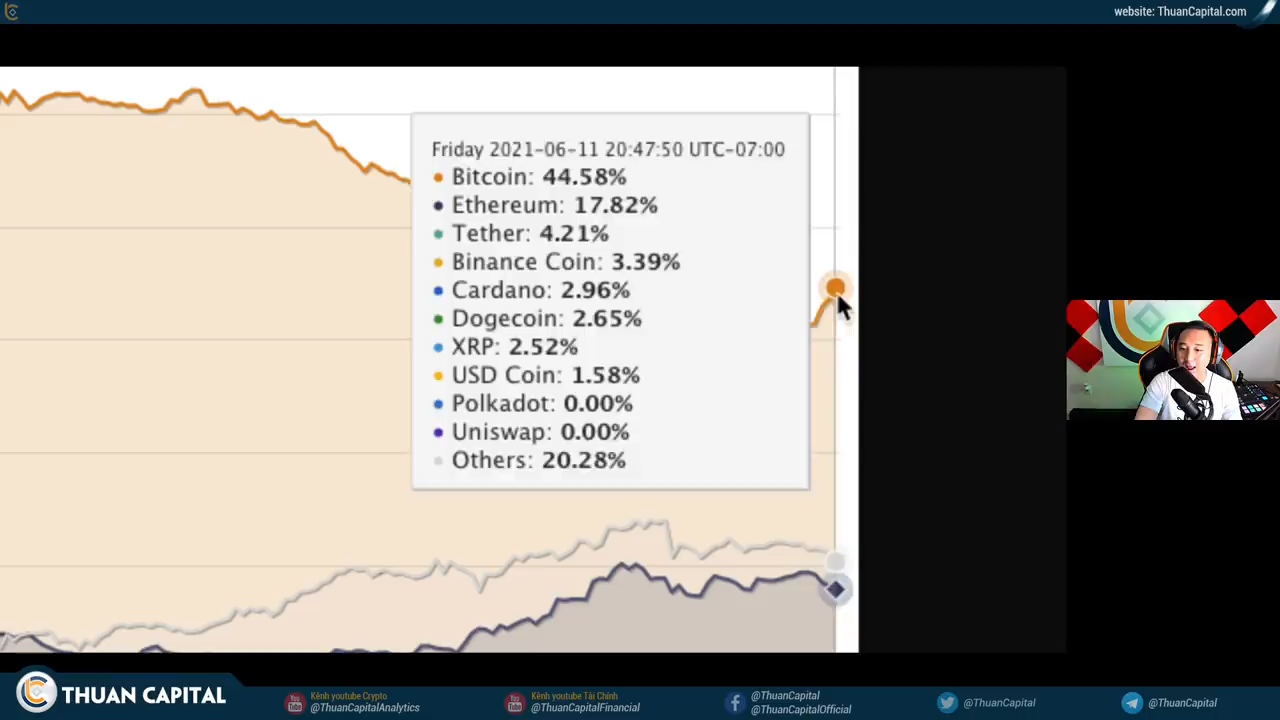 website: ThuanCapital.com
Friday 2021-06-11 20:47:50 UTC-07:00
Bitcoin: 44.58%
Ethereum: 17.82%
Tether: 4.21%
Binance Coin: 3.39%
Cardano: 2.96%
Dogecoin: 2.65%
XRP: 2.52%
USD Coin: 1.58%
Polkadot: 0.00%
Uniswap: 0.00%
Others: 20.28%
THUAN CAPITAL
Kênh youtube Crypto
@ThuanCapitalAnalytics
Kênh youtube Tài Chính
@ThuanCapitalFinancial
@ThuanCapital
@ThuanCapitalOfficial
@ThuanCapital
@ThuanCapital